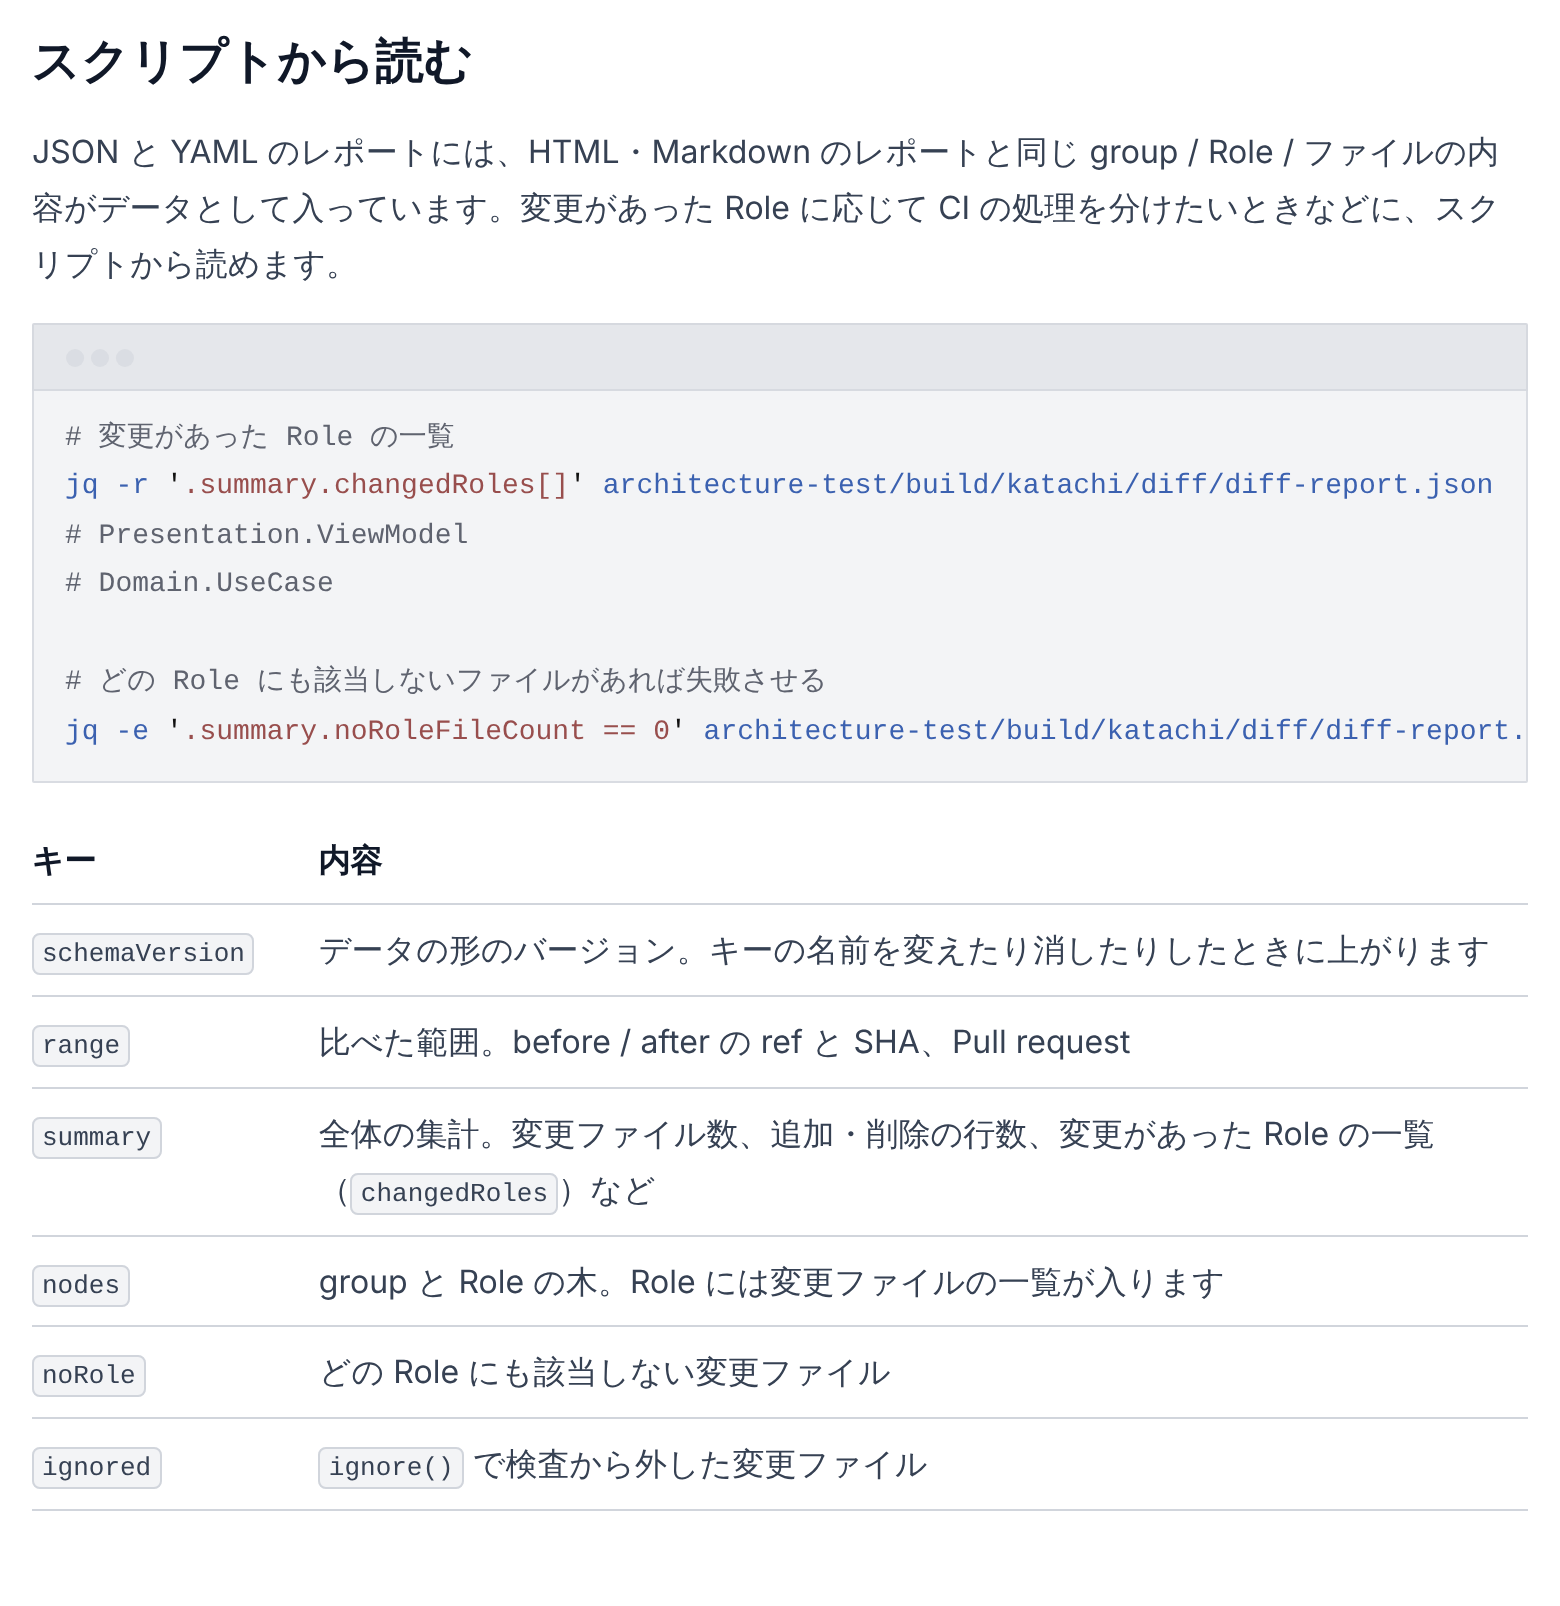 スクリプトから読む
JSON と YAML のレポートには、HTML・Markdown のレポートと同じ group / Role / ファイルの内
容がデータとして入っています。変更があった Role に応じて CI の処理を分けたいときなどに、スク
リプトから読めます。
# 変更があった Role の一覧
jq -r '.summary.changedRoles[]' architecture-test/build/katachi/diff/diff-report.json
# Presentation.ViewModel
# Domain.UseCase
# どの Role にも該当しないファイルがあれば失敗させる
jq -e '.summary.noRoleFileCount == 0' architecture-test/build/katachi/diff/diff-report.
キー 内容
schemaVersion データの形のバージョン。キーの名前を変えたり消したりしたときに上がります
range 比べた範囲。before / after の ref と SHA、Pull request
summary 全体の集計。変更ファイル数、追加・削除の行数、変更があった Role の一覧
（changedRoles）など
nodes group と Role の木。Role には変更ファイルの一覧が入ります
noRole どの Role にも該当しない変更ファイル
ignored ignore() で検査から外した変更ファイル